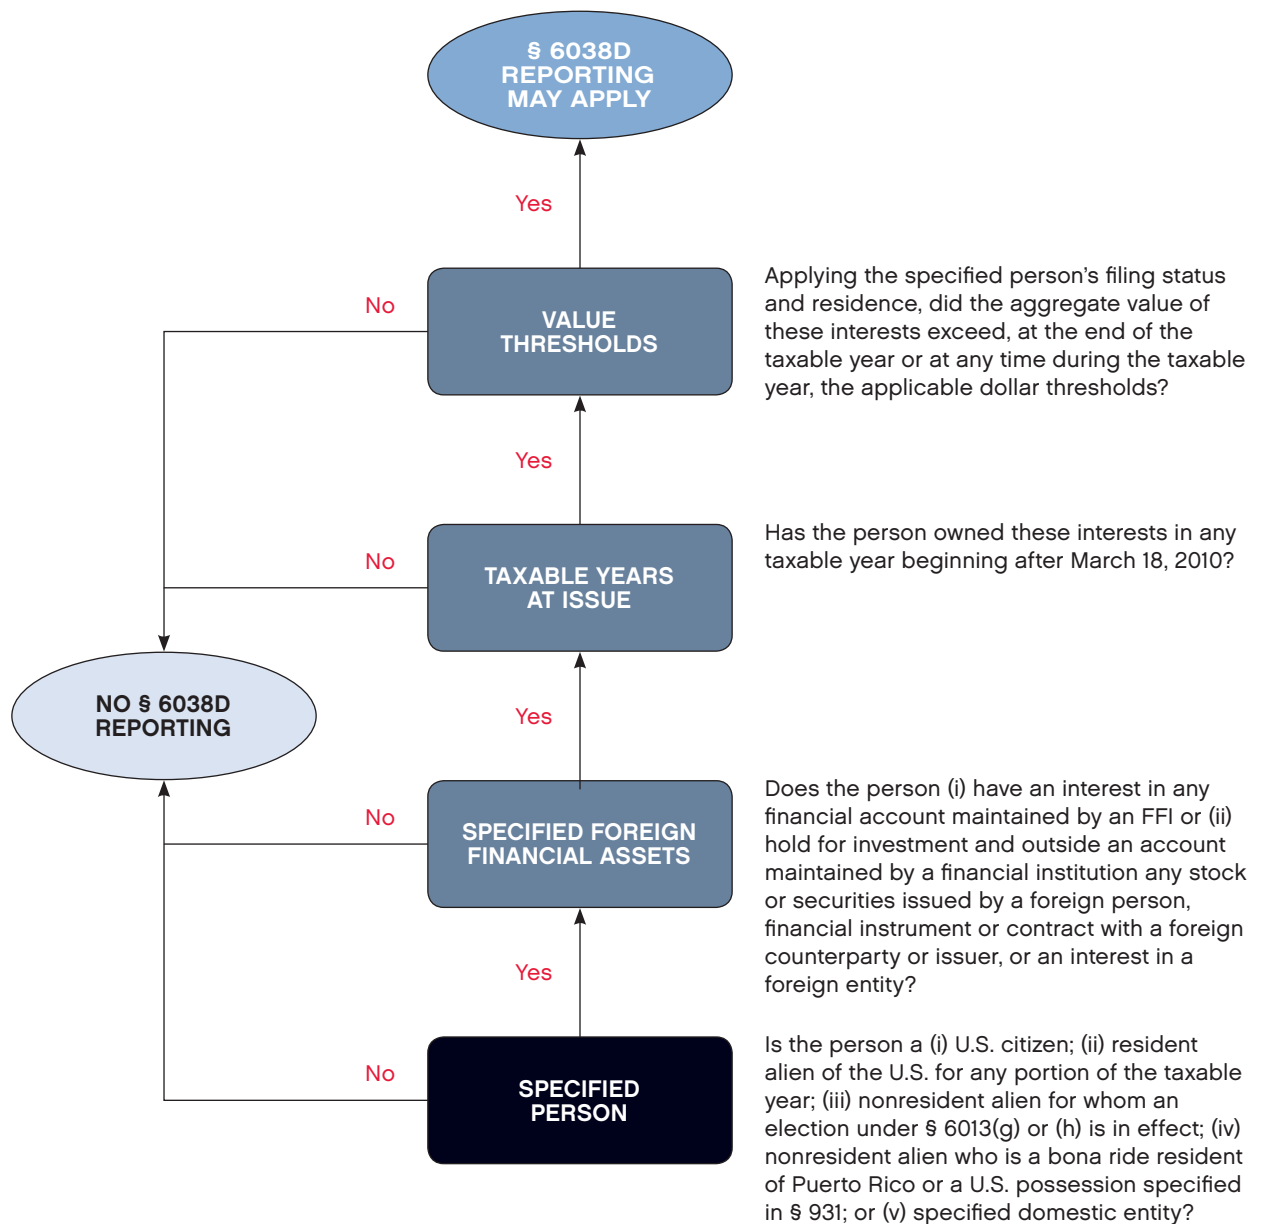 § 6038D
REPORTING
MAY APPLY
Yes
No
VALUE
THRESHOLDS
Applying the specified person’s filing status
and residence, did the aggregate value of
these interests exceed, at the end of the
taxable year or at any time during the taxable
year, the applicable dollar thresholds?
Yes
No
TAXABLE YEARS
AT ISSUE
Has the person owned these interests in any
taxable year beginning after March 18, 2010?
NO § 6038D
REPORTING
Yes
No
SPECIFIED FOREIGN
FINANCIAL ASSETS
Does the person (i) have an interest in any
financial account maintained by an FFI or (ii)
hold for investment and outside an account
maintained by a financial institution any stock
or securities issued by a foreign person,
financial instrument or contract with a foreign
counterparty or issuer, or an interest in a
foreign entity?
Yes
No
SPECIFIED
PERSON
Is the person a (i) U.S. citizen; (ii) resident
alien of the U.S. for any portion of the taxable
year; (iii) nonresident alien for whom an
election under § 6013(g) or (h) is in effect; (iv)
nonresident alien who is a bona ride resident
of Puerto Rico or a U.S. possession specified
in § 931; or (v) specified domestic entity?